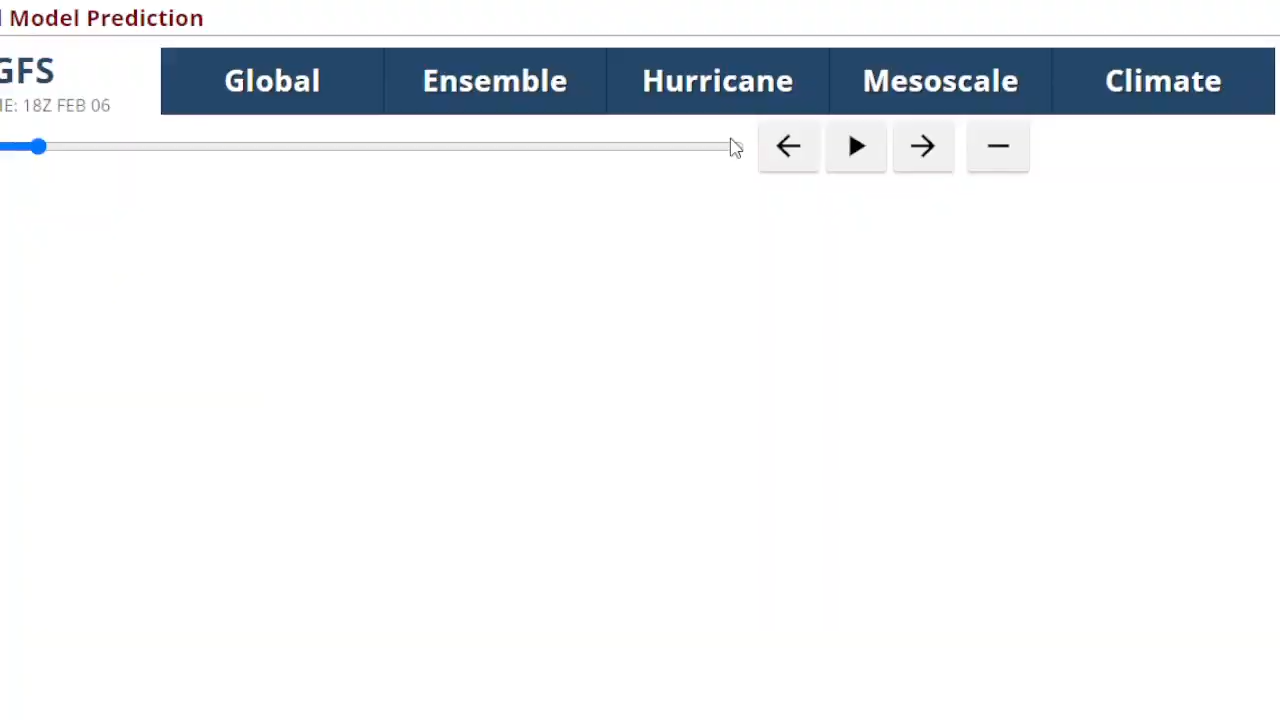 Model Prediction
GFS
Global
Ensemble
Hurricane
Mesoscale
Climate
E: 18Z FEB 06